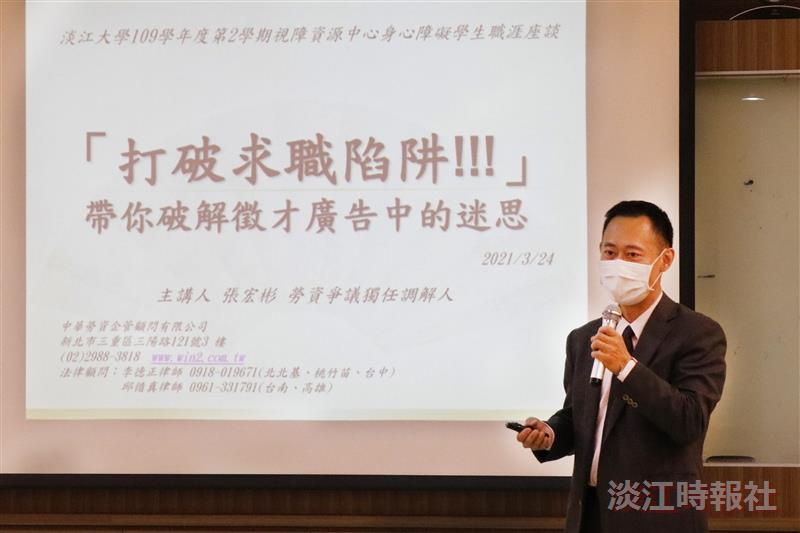 淡江大學109學年度第2學期視障資源中心身心障礙學生職涯座談
「打破求職陷阱!!!」
帶你破解徵才廣告中的迷思
2021/3/24
主講人 張宏彬 勞資爭議獨任調解人
中華勞資企管顧問有限公司
新北市三重區三陽路121號3 樓
(02)2988-3818 www.win2.com.tw
法律顧問：李德正律師 0918-019671(北北基、桃竹苗、台中)
邱循真律師 0961-331791(台南、高雄)
淡江時報社